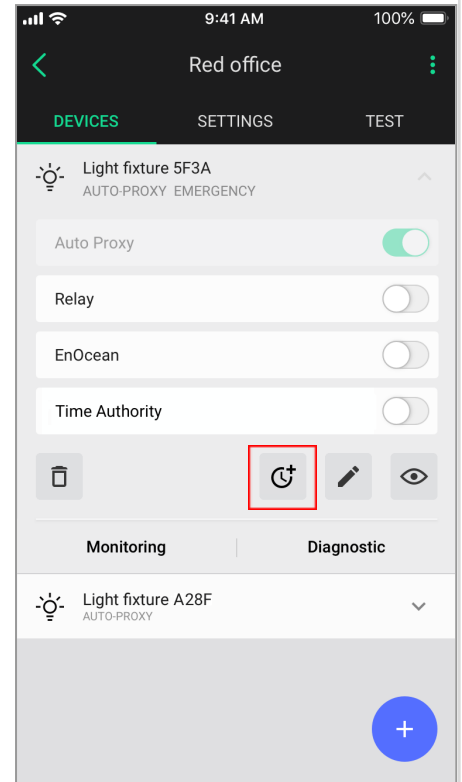 9:41 AM
100%
Red office
DEVICES SETTINGS TEST
Light fixture 5F3A
AUTO-PROXY EMERGENCY
Auto Proxy
Relay
EnOcean
Time Authority
Monitoring Diagnostic
Light fixture A28F
AUTO-PROXY
+